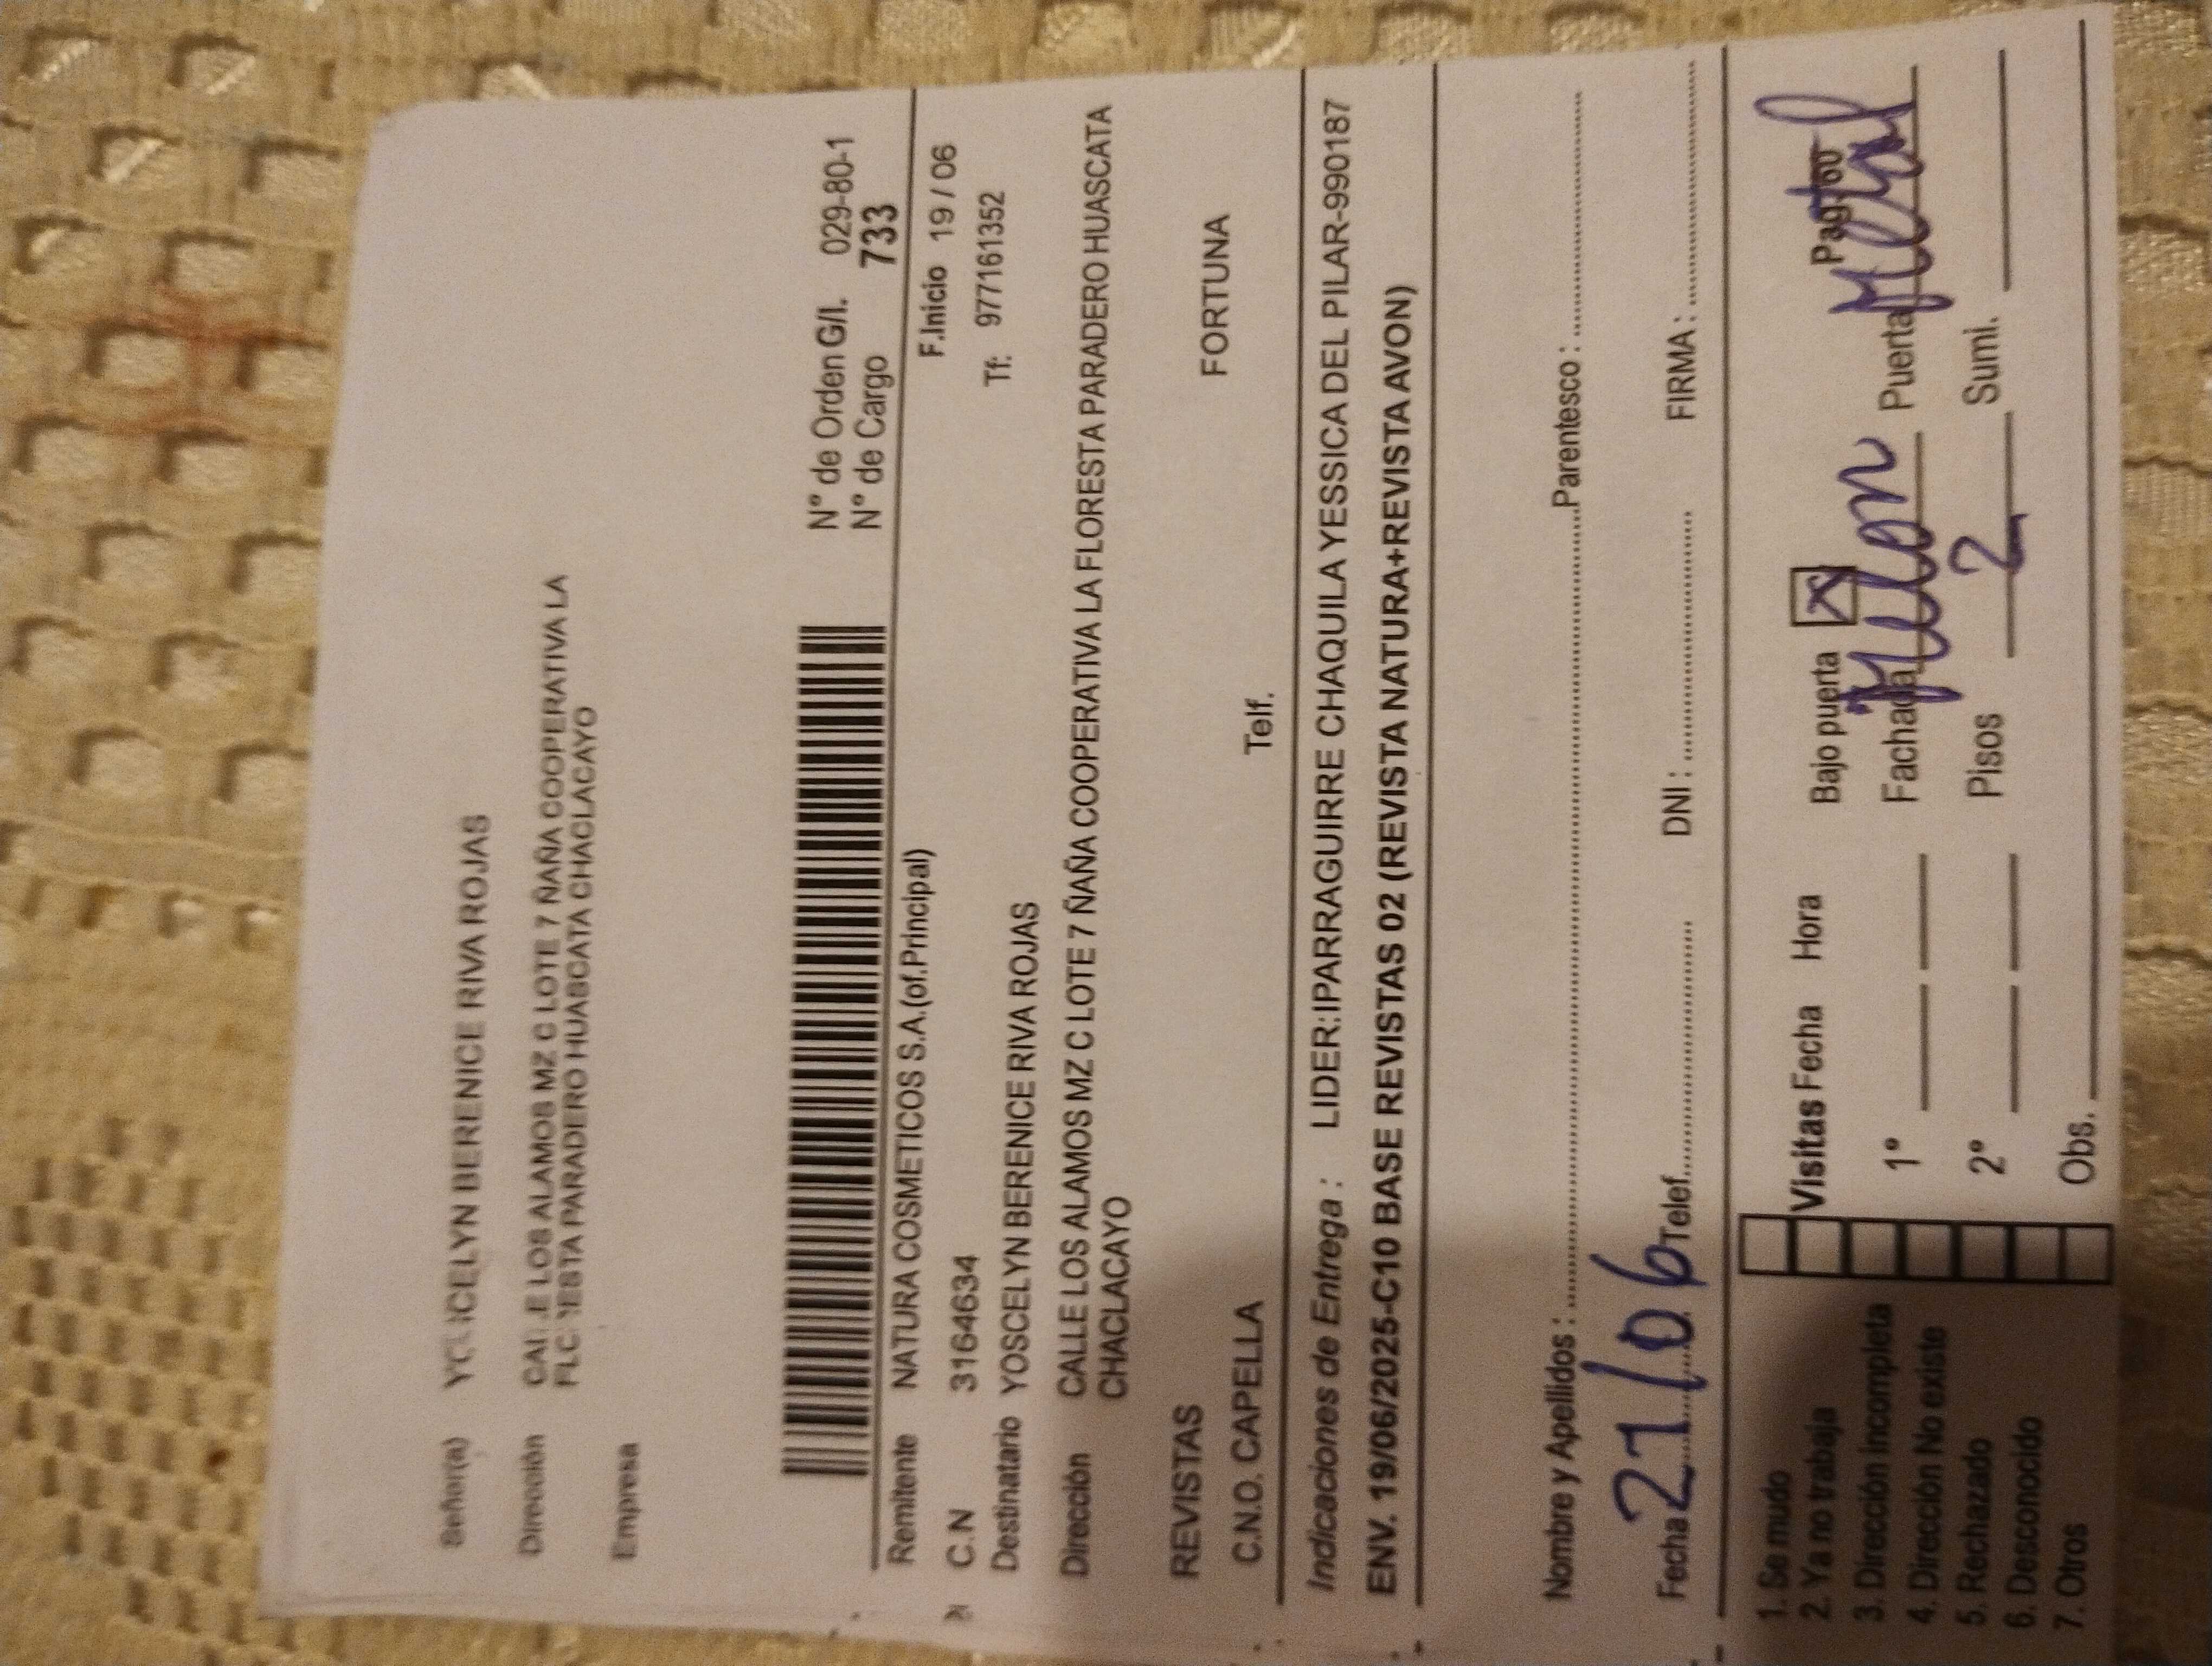 Señor(a) YOSCELYN BERENICE RIVA ROJAS
Dirección CALLE LOS ALAMOS MZ C LOTE 7 ÑAÑA COOPERATIVA LA
FLORESTA PARADERO HUASCATA CHACLACAYO
Empresa
N° de Orden G/I. 029-80-1
N° de Cargo 733
Remitente NATURA COSMETICOS S.A.(of.Principal) F.Inicio 19 / 06
C.N 3164634 Tf: 977161352
Destinatario YOSCELYN BERENICE RIVA ROJAS
Dirección CALLE LOS ALAMOS MZ C LOTE 7 ÑAÑA COOPERATIVA LA FLORESTA PARADERO HUASCATA
CHACLACAYO
REVISTAS FORTUNA
C.N.O. CAPELLA Telf.
Indicaciones de Entrega : LIDER:IPARRAGUIRRE CHAQUILA YESSICA DEL PILAR-990187
ENV. 19/06/2025-C10 BASE REVISTAS 02 (REVISTA NATURA+REVISTA AVON)
Nombre y Apellidos : Parentesco :
Fecha 21/06 Telef. DNI : FIRMA :
1. Se mudo
2. Ya no trabaja Visitas Fecha Hora Bajo puerta X
3. Dirección incompleta
4. Dirección No existe 1° Fachada Melon Puerta Metal
5. Rechazado
6. Desconocido 2° Pisos 2 Sumi.
7. Otros Obs.